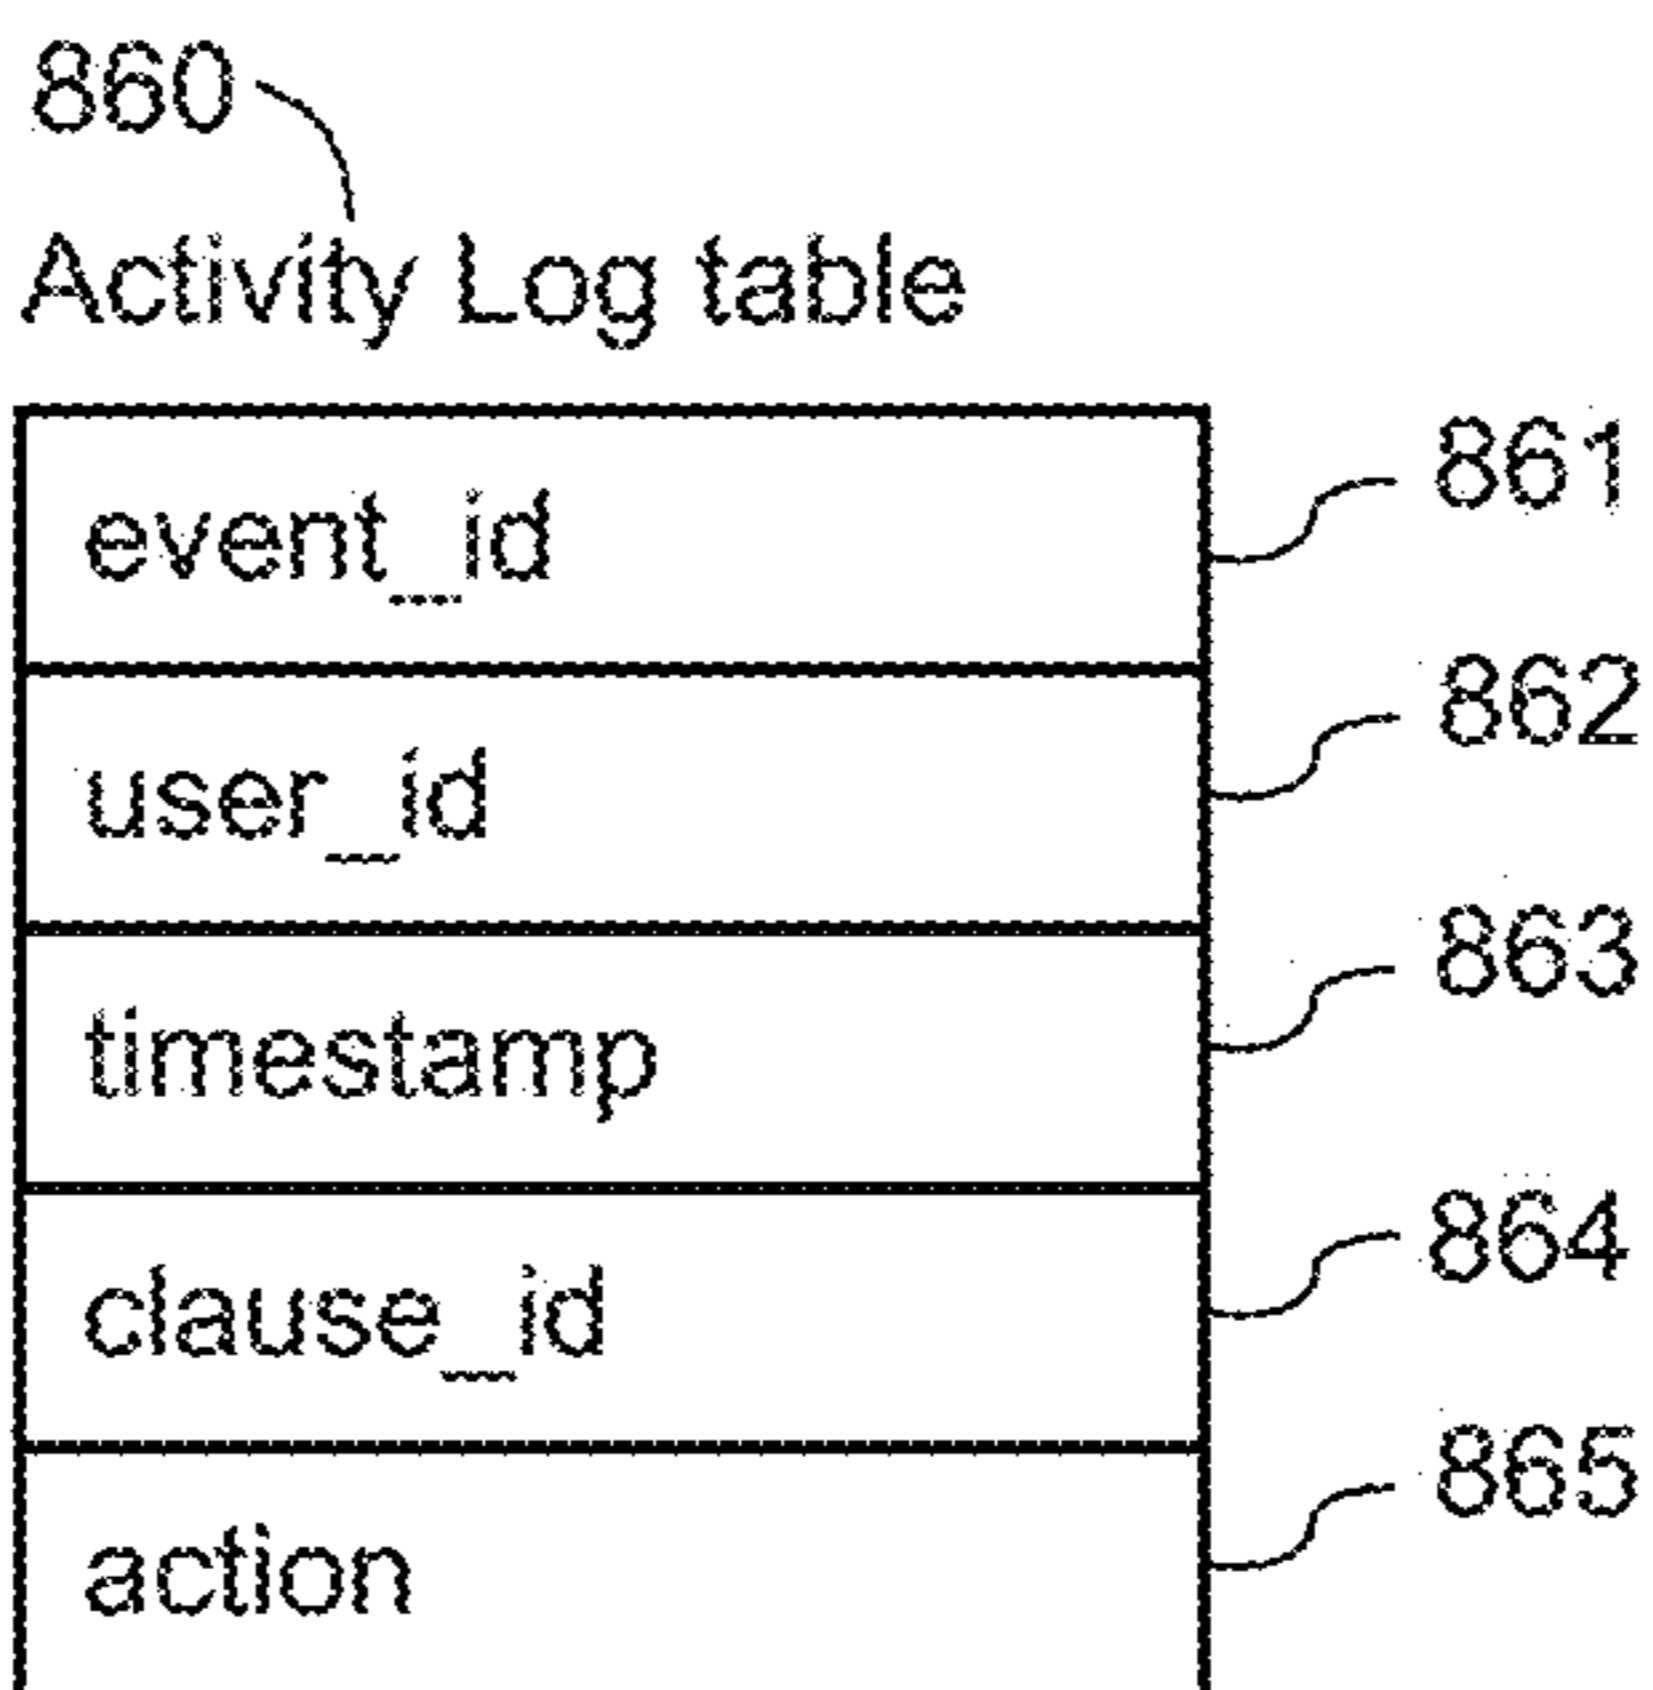 860
Activity Log table
event_id
861
user_id
862
timestamp
863
clause_id
864
action
865